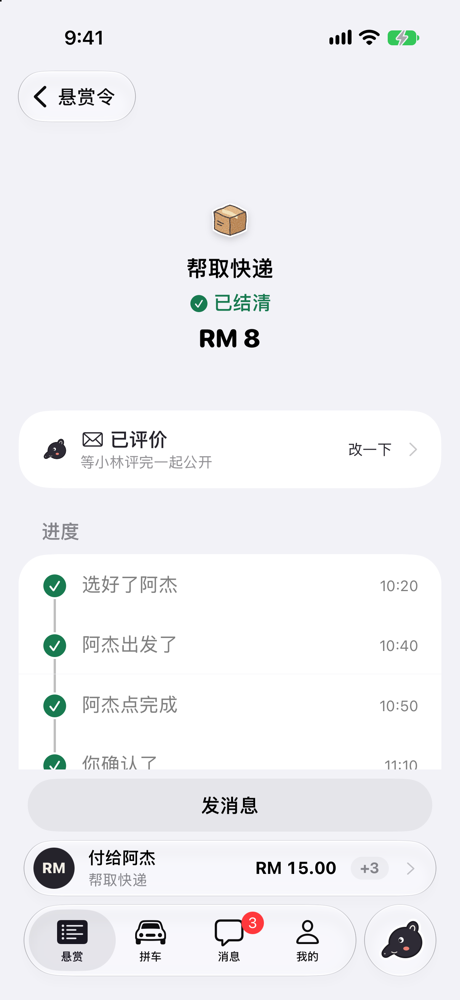 9:41
悬赏令
帮取快递
已结清
RM 8
已评价
等小林评完一起公开
改一下
进度
选好了阿杰 10:20
阿杰出发了 10:40
阿杰点完成 10:50
你确认了 11:10
发消息
RM
付给阿杰
帮取快递
RM 15.00
+3
悬赏
拼车
3
消息
我的